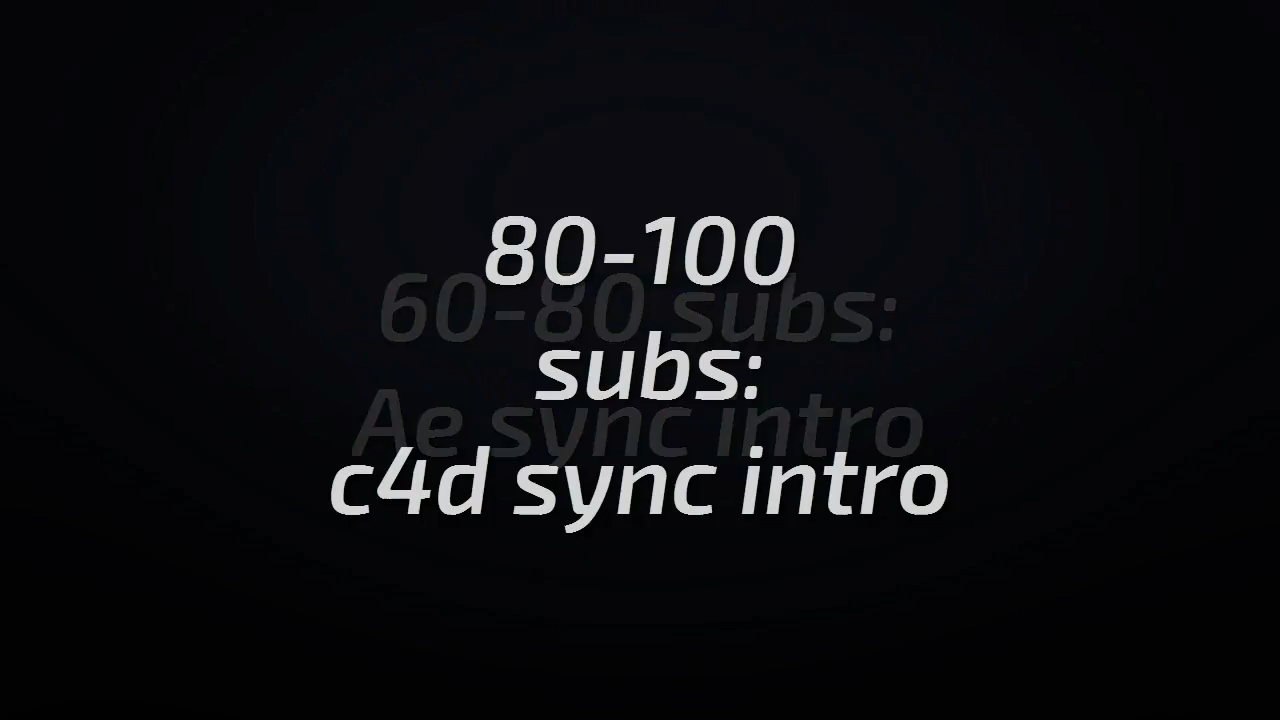 80-100
60-80 subs:
subs:
Ae sync intro
c4d sync intro